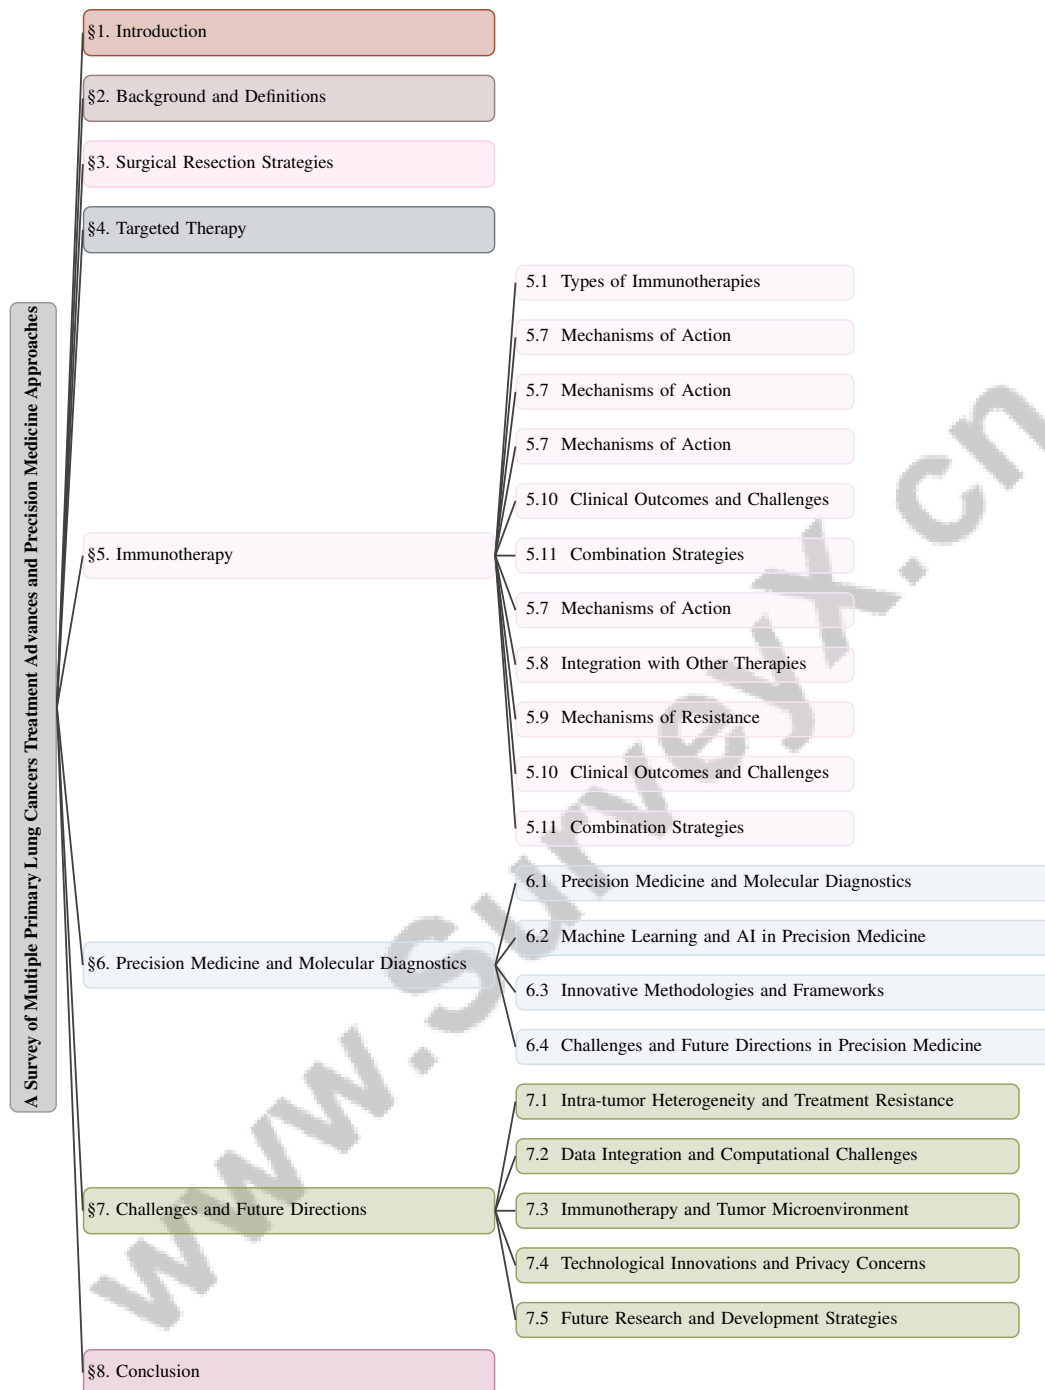 A Survey of Multiple Primary Lung Cancers Treatment Advances and Precision Medicine Approaches
§1. Introduction
§2. Background and Definitions
§3. Surgical Resection Strategies
§4. Targeted Therapy
§5. Immunotherapy
5.1 Types of Immunotherapies
5.7 Mechanisms of Action
5.7 Mechanisms of Action
5.7 Mechanisms of Action
5.10 Clinical Outcomes and Challenges
5.11 Combination Strategies
5.7 Mechanisms of Action
5.8 Integration with Other Therapies
5.9 Mechanisms of Resistance
5.10 Clinical Outcomes and Challenges
5.11 Combination Strategies
§6. Precision Medicine and Molecular Diagnostics
6.1 Precision Medicine and Molecular Diagnostics
6.2 Machine Learning and AI in Precision Medicine
6.3 Innovative Methodologies and Frameworks
6.4 Challenges and Future Directions in Precision Medicine
§7. Challenges and Future Directions
7.1 Intra-tumor Heterogeneity and Treatment Resistance
7.2 Data Integration and Computational Challenges
7.3 Immunotherapy and Tumor Microenvironment
7.4 Technological Innovations and Privacy Concerns
7.5 Future Research and Development Strategies
§8. Conclusion
www.surveyx.cn